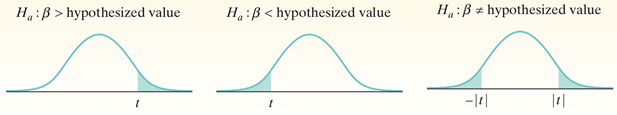 Hₐ : β > hypothesized value
t
Hₐ : β < hypothesized value
t
Hₐ : β ≠ hypothesized value
−|t| |t|